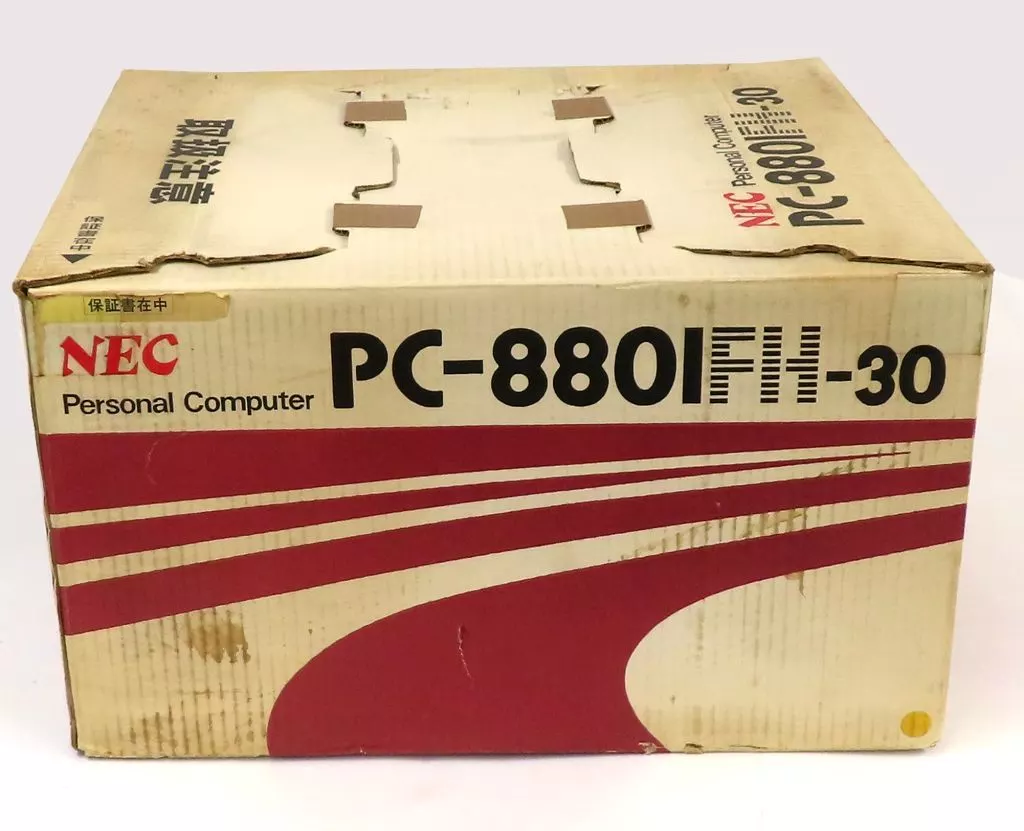 取扱注意
NEC Personal Computer
PC-8801FH-30
保証書在中
NEC
Personal Computer
PC-8801FH-30